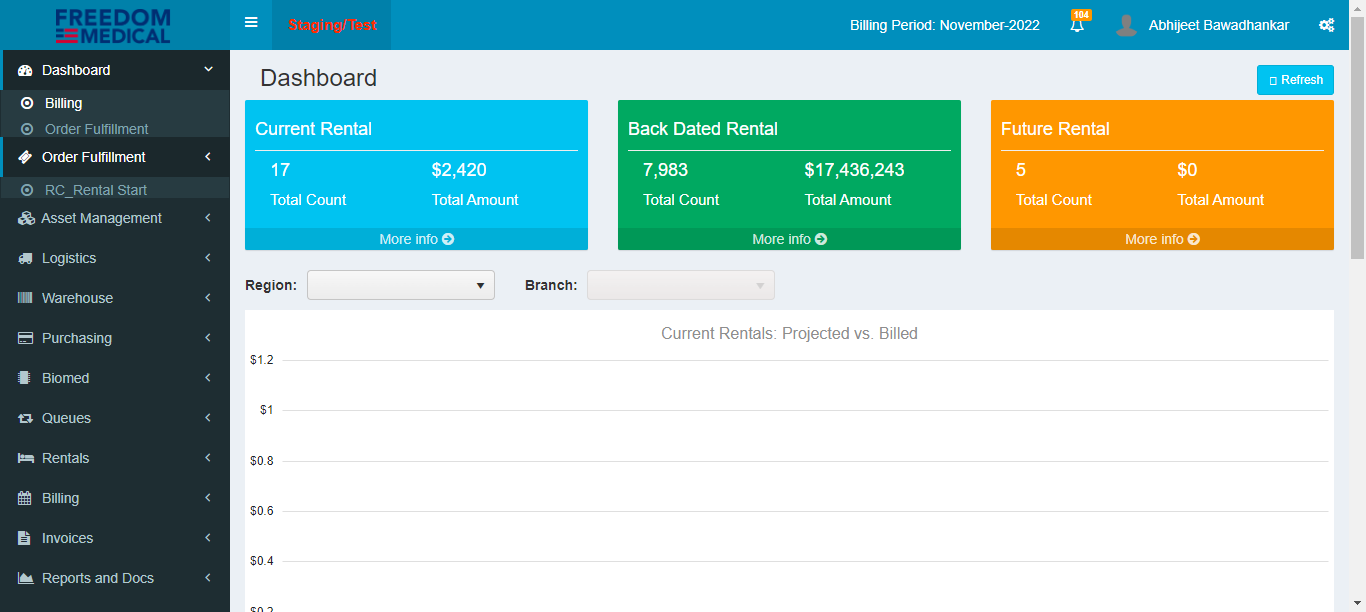 FREEDOM
MEDICAL
Staging/Test
Billing Period: November-2022
104
Abhijeet Bawadhankar
Dashboard
Billing
Order Fulfillment
Order Fulfillment
RC_Rental Start
Asset Management
Logistics
Warehouse
Purchasing
Biomed
Queues
Rentals
Billing
Invoices
Reports and Docs
Dashboard
Refresh
Current Rental
17 $2,420
Total Count Total Amount
More info
Back Dated Rental
7,983 $17,436,243
Total Count Total Amount
More info
Future Rental
5 $0
Total Count Total Amount
More info
Region:
Branch:
Current Rentals: Projected vs. Billed
$1.2
$1
$0.8
$0.6
$0.4
$0.2